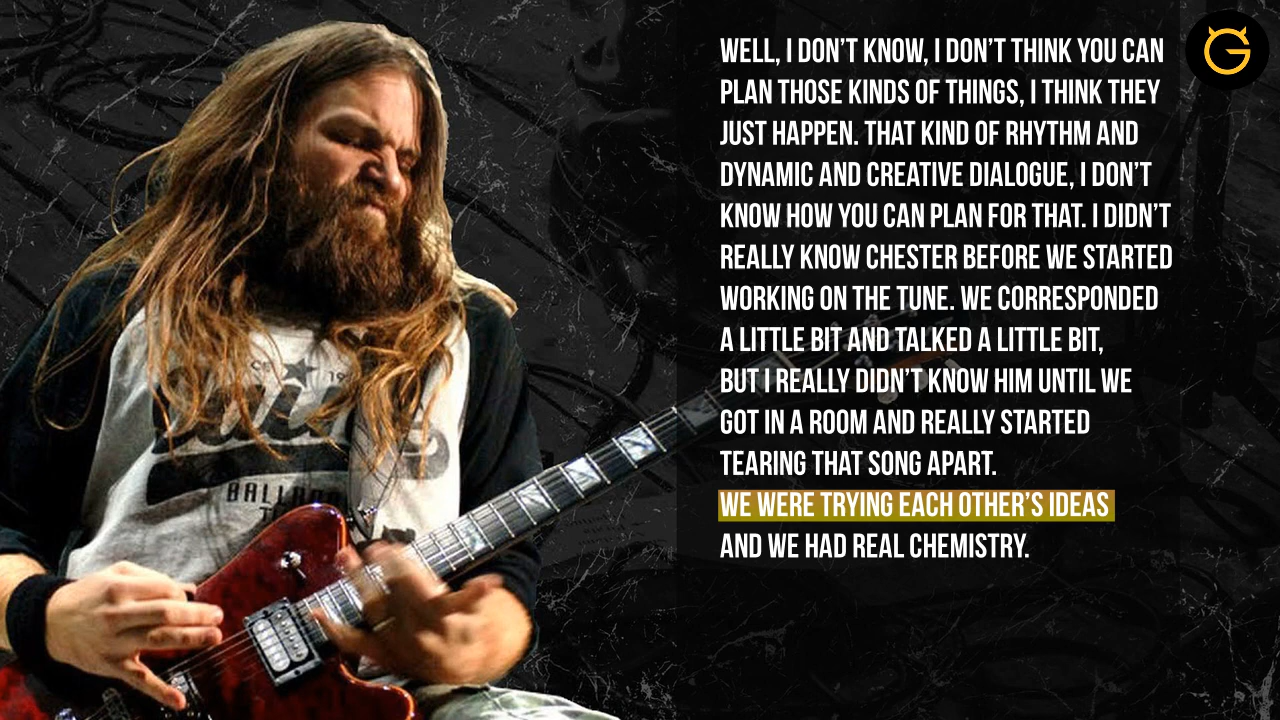 WELL, I DON'T KNOW, I DON'T THINK YOU CAN
PLAN THOSE KINDS OF THINGS, I THINK THEY
JUST HAPPEN. THAT KIND OF RHYTHM AND
DYNAMIC AND CREATIVE DIALOGUE, I DON'T
KNOW HOW YOU CAN PLAN FOR THAT. I DIDN'T
REALLY KNOW CHESTER BEFORE WE STARTED
WORKING ON THE TUNE. WE CORRESPONDED
A LITTLE BIT AND TALKED A LITTLE BIT,
BUT I REALLY DIDN'T KNOW HIM UNTIL WE
GOT IN A ROOM AND REALLY STARTED
TEARING THAT SONG APART.
WE WERE TRYING EACH OTHER'S IDEAS
AND WE HAD REAL CHEMISTRY.
G